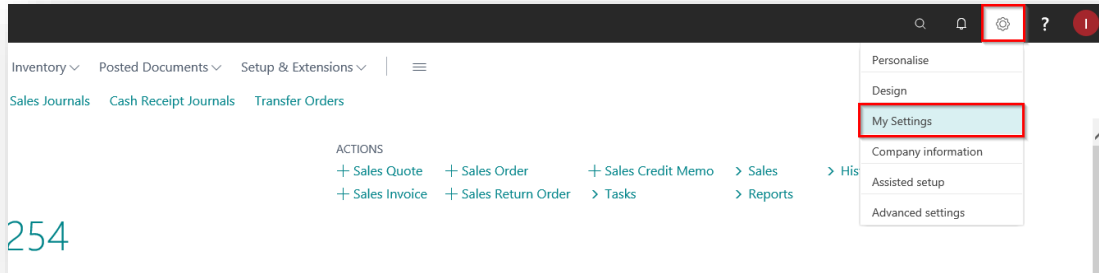 ?
I
Inventory Posted Documents Setup & Extensions
Sales Journals Cash Receipt Journals Transfer Orders
Personalise
Design
My Settings
Company information
Assisted setup
Advanced settings
ACTIONS
+ Sales Quote + Sales Order + Sales Credit Memo > Sales > His
+ Sales Invoice + Sales Return Order > Tasks > Reports
254